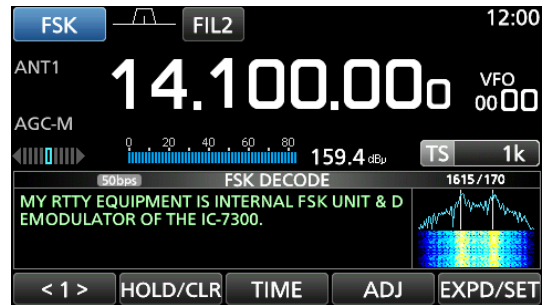 FSK FIL2 12:00
ANT1
14.100.000 VFO
0000
AGC-M
0 20 40 60 80
159.4 dBμ TS 1k
50bps FSK DECODE 1615/170
MY RTTY EQUIPMENT IS INTERNAL FSK UNIT & D
EMODULATOR OF THE IC-7300.
< 1 > HOLD/CLR TIME ADJ EXPD/SET